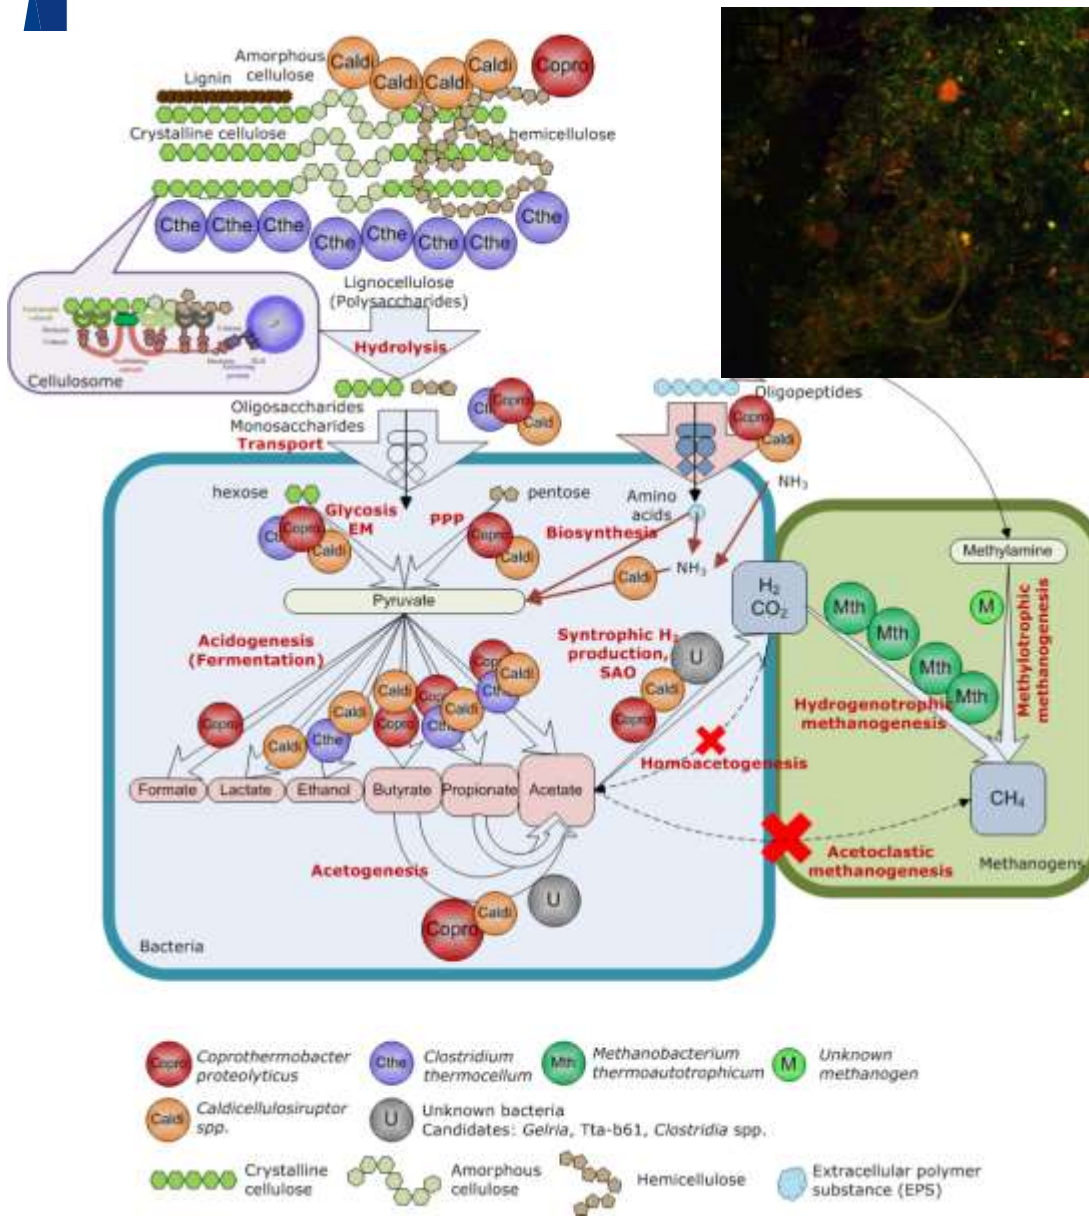 Amorphous
cellulose
Lignin
Caldi
Caldi
Caldi
Caldi
Copro
Crystalline cellulose
hemicellulose
Cthe
Cthe
Cthe
Cthe
Cthe
Cthe
Cthe
Cthe
Lignocellulose
(Polysaccharides)
Hydrolysis
Cellulosome
Oligosaccharides
Monosaccharides
Transport
Copro
Caldi
Oligopeptides
Copro
Caldi
NH3
hexose
Glycosis
EM
PPP
pentose
Copro
Caldi
Copro
Caldi
Amino
acids
Biosynthesis
Caldi
NH3
Pyruvate
H2
CO2
Methylamine
M
Methylotrophic
methanogenesis
Mth
Mth
Mth
Mth
Hydrogenotrophic
methanogenesis
Acidogenesis
(Fermentation)
Syntrophic H2
production,
SAO
U
Caldi
Copro
Copro
Caldi
Cthe
Caldi
Caldi
Copro
Caldi
Caldi
Homoacetogenesis
Formate
Lactate
Ethanol
Butyrate
Propionate
Acetate
CH4
Acetoclastic
methanogenesis
Methanogens
Acetogenesis
Copro
Caldi
U
Bacteria
Copro
Coprothermobacter
proteolyticus
Cthe
Clostridium
thermocellum
Mth
Methanobacterium
thermoautotrophicum
M
Unknown
methanogen
Caldi
Caldicellulosiruptor
spp.
U
Unknown bacteria
Candidates: Gelria, Tta-b61, Clostridia spp.
Crystalline
cellulose
Amorphous
cellulose
Hemicellulose
Extracellular polymer
substance (EPS)